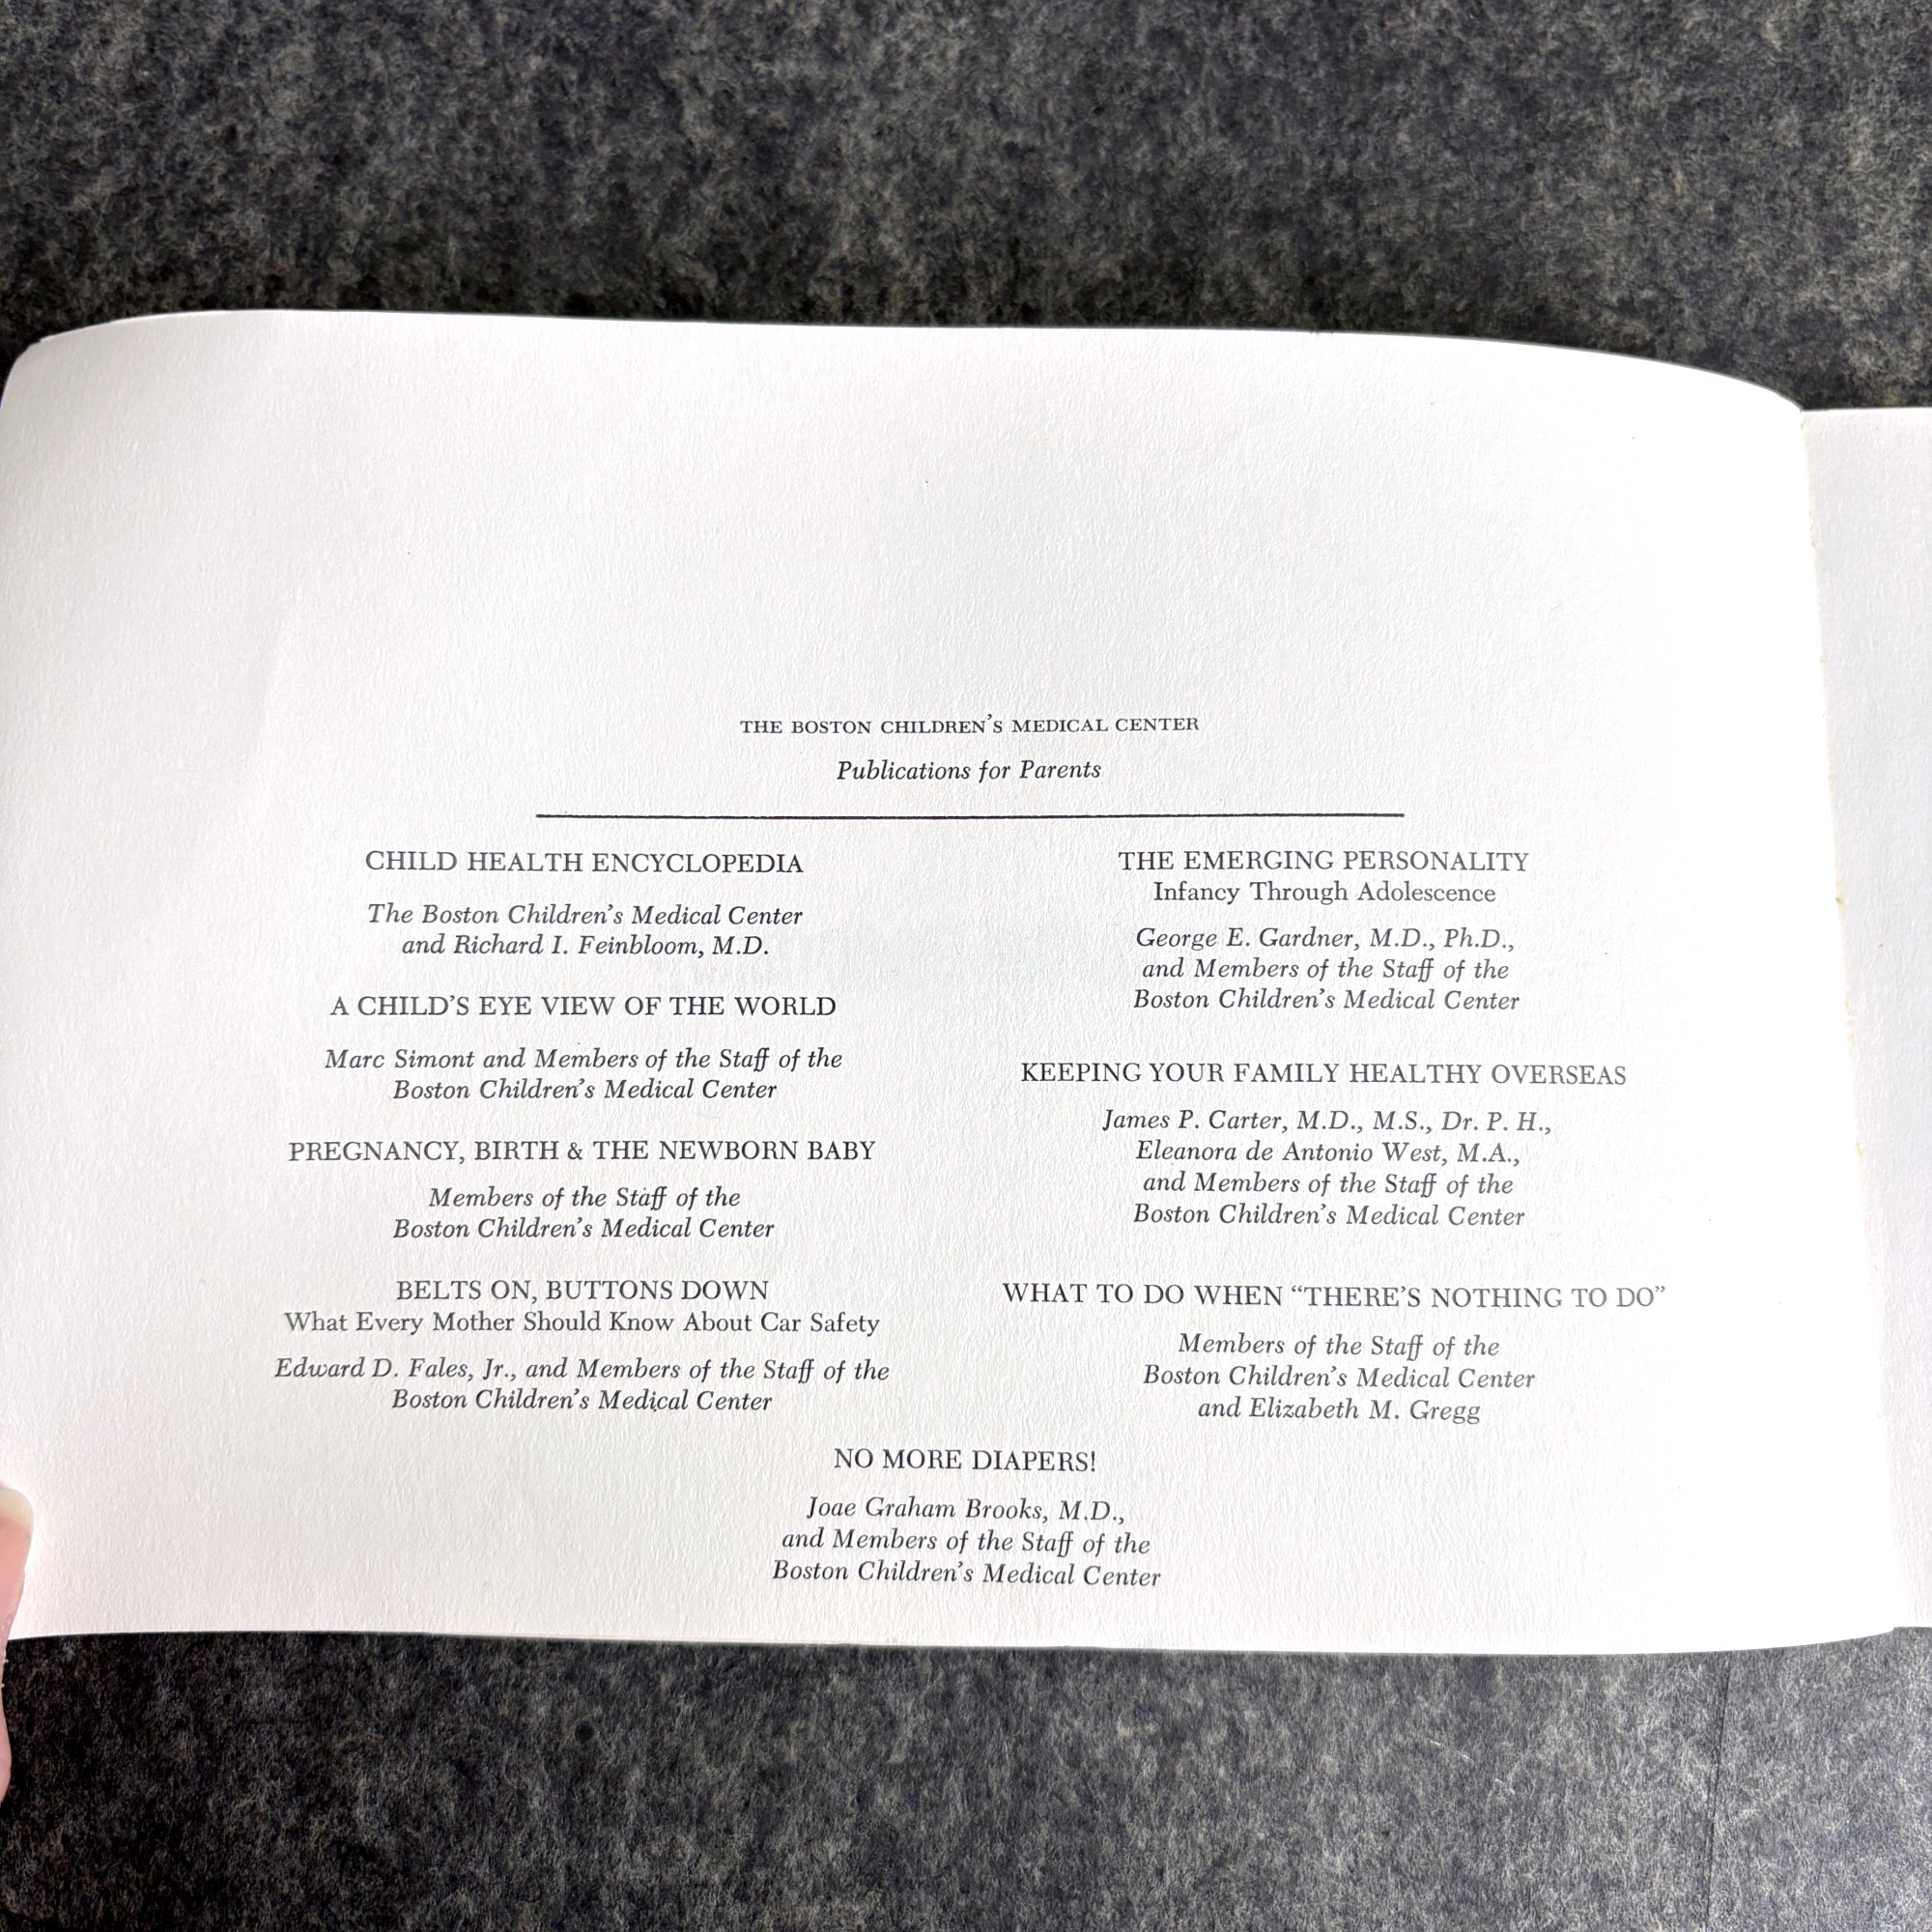 THE BOSTON CHILDREN'S MEDICAL CENTER
Publications for Parents
CHILD HEALTH ENCYCLOPEDIA
The Boston Children's Medical Center
and Richard I. Feinbloom, M.D.
A CHILD'S EYE VIEW OF THE WORLD
Marc Simont and Members of the Staff of the
Boston Children's Medical Center
PREGNANCY, BIRTH & THE NEWBORN BABY
Members of the Staff of the
Boston Children's Medical Center
BELTS ON, BUTTONS DOWN
What Every Mother Should Know About Car Safety
Edward D. Fales, Jr., and Members of the Staff of the
Boston Children's Medical Center
THE EMERGING PERSONALITY
Infancy Through Adolescence
George E. Gardner, M.D., Ph.D.,
and Members of the Staff of the
Boston Children's Medical Center
KEEPING YOUR FAMILY HEALTHY OVERSEAS
James P. Carter, M.D., M.S., Dr. P. H.,
Eleanora de Antonio West, M.A.,
and Members of the Staff of the
Boston Children's Medical Center
WHAT TO DO WHEN “THERE'S NOTHING TO DO”
Members of the Staff of the
Boston Children's Medical Center
and Elizabeth M. Gregg
NO MORE DIAPERS!
Joae Graham Brooks, M.D.,
and Members of the Staff of the
Boston Children's Medical Center